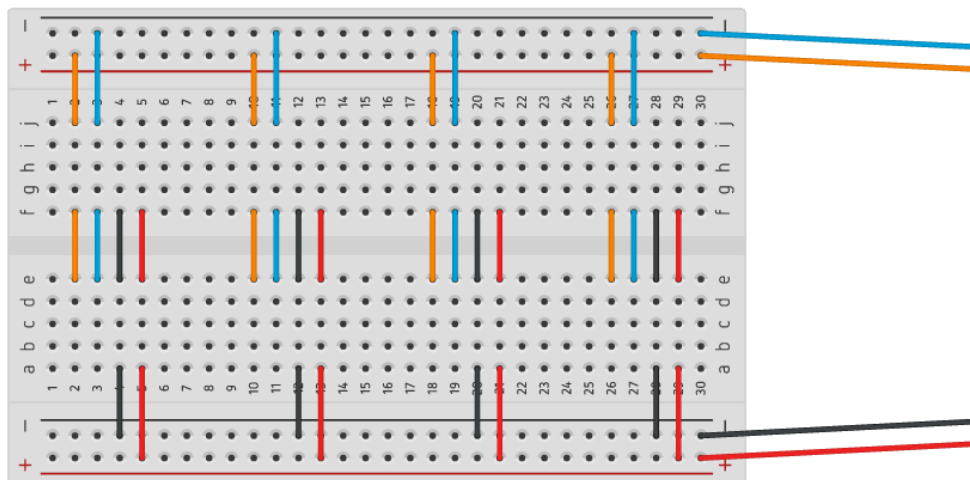 − −
+ +
1 2 3 4 5 6 7 8 9 10 11 12 13 14 15 16 17 18 19 20 21 22 23 24 25 26 27 28 29 30
j j
i i
h h
g g
f f
e e
d d
c c
b b
a a
1 2 3 4 5 6 7 8 9 10 11 12 13 14 15 16 17 18 19 20 21 22 23 24 25 26 27 28 29 30
− −
+ +